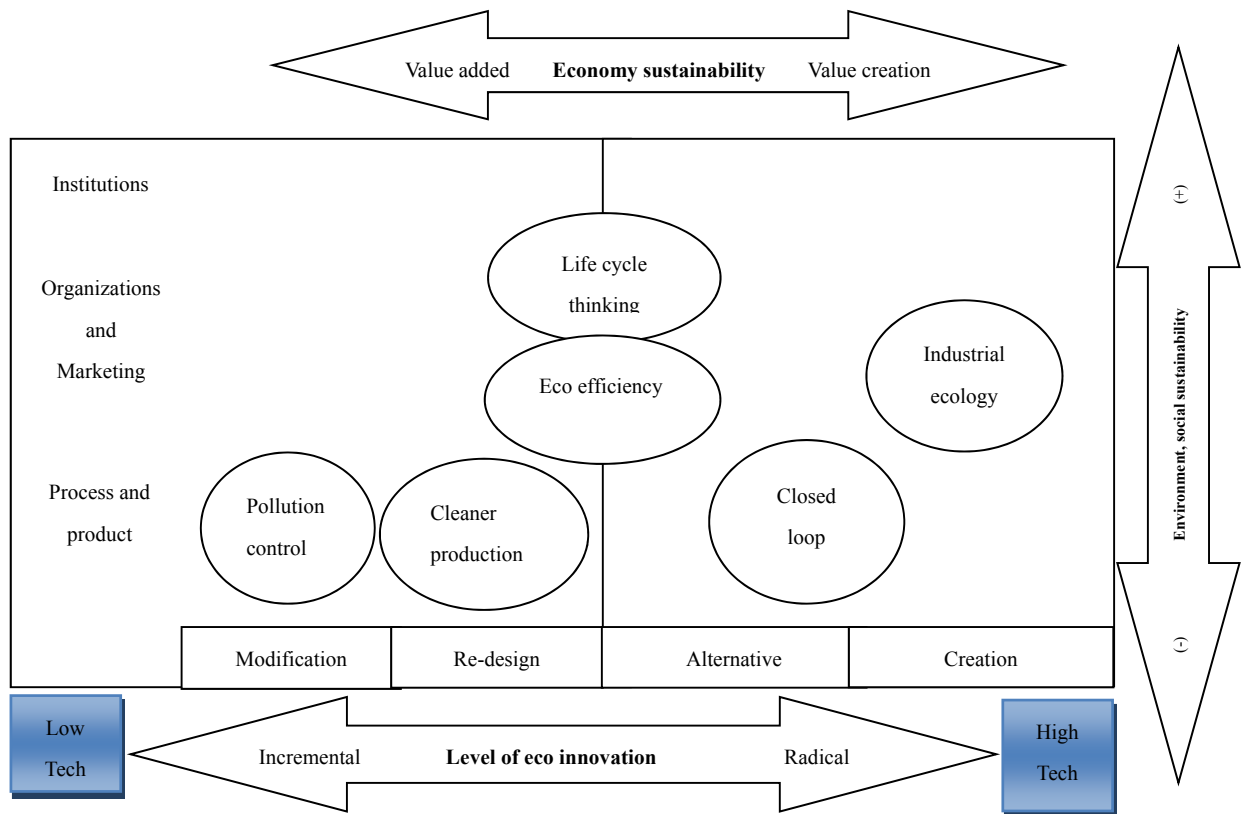 Value added Economy sustainability Value creation
Institutions
(+)
Life cycle
thinking
Organizations
and
Marketing
Industrial
ecology
Eco efficiency
Environment, social sustainability
Process and
product
Pollution
control
Cleaner
production
Closed
loop
(-)
Modification Re-design Alternative Creation
Low
Tech
Incremental Level of eco innovation Radical
High
Tech